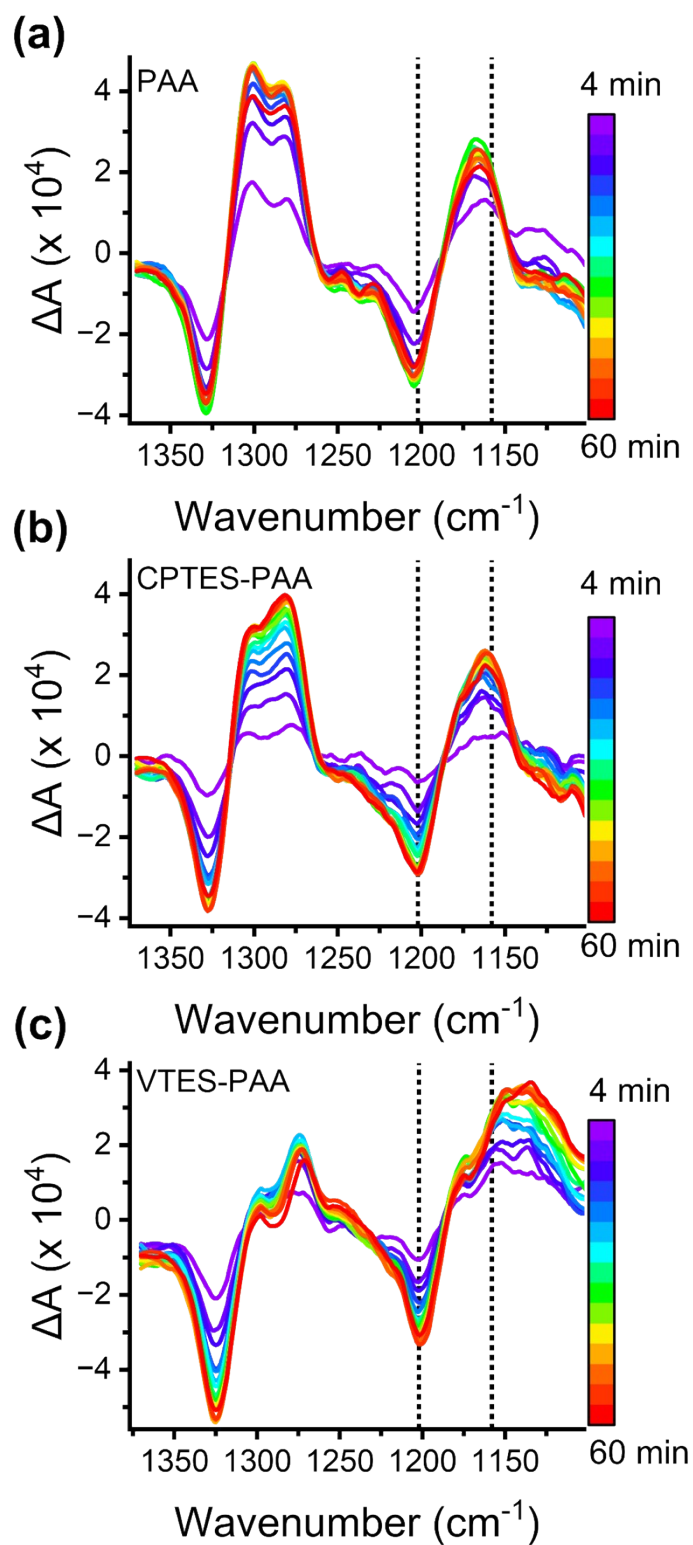 (a)
PAA
4 min
4
2
0
−2
−4
ΔA (x 10⁴)
1350 1300 1250 1200 1150
60 min
Wavenumber (cm⁻¹)
(b)
CPTES-PAA
4 min
4
2
0
−2
−4
ΔA (x 10⁴)
1350 1300 1250 1200 1150
60 min
Wavenumber (cm⁻¹)
(c)
VTES-PAA
4 min
4
2
0
−2
−4
ΔA (x 10⁴)
1350 1300 1250 1200 1150
60 min
Wavenumber (cm⁻¹)